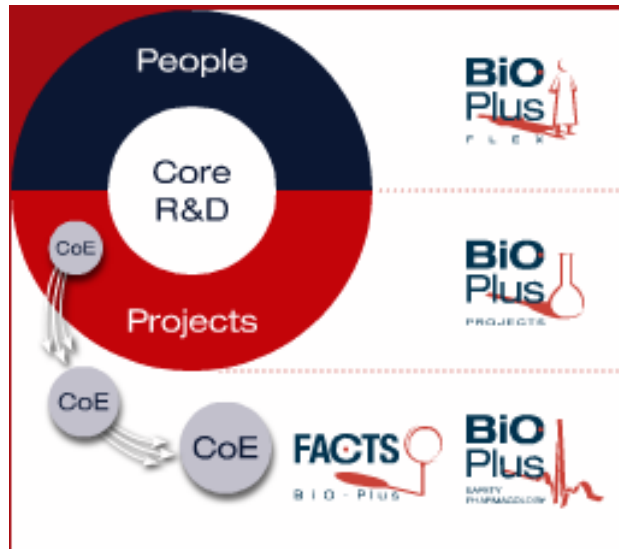 People
BiO
Plus
FLEX
Core
R&D
CoE
BiO
Plus
PROJECTS
Projects
CoE
CoE
FACTS
BiO-Plus
BiO
Plus
SAFETY
PHARMACOLOGY